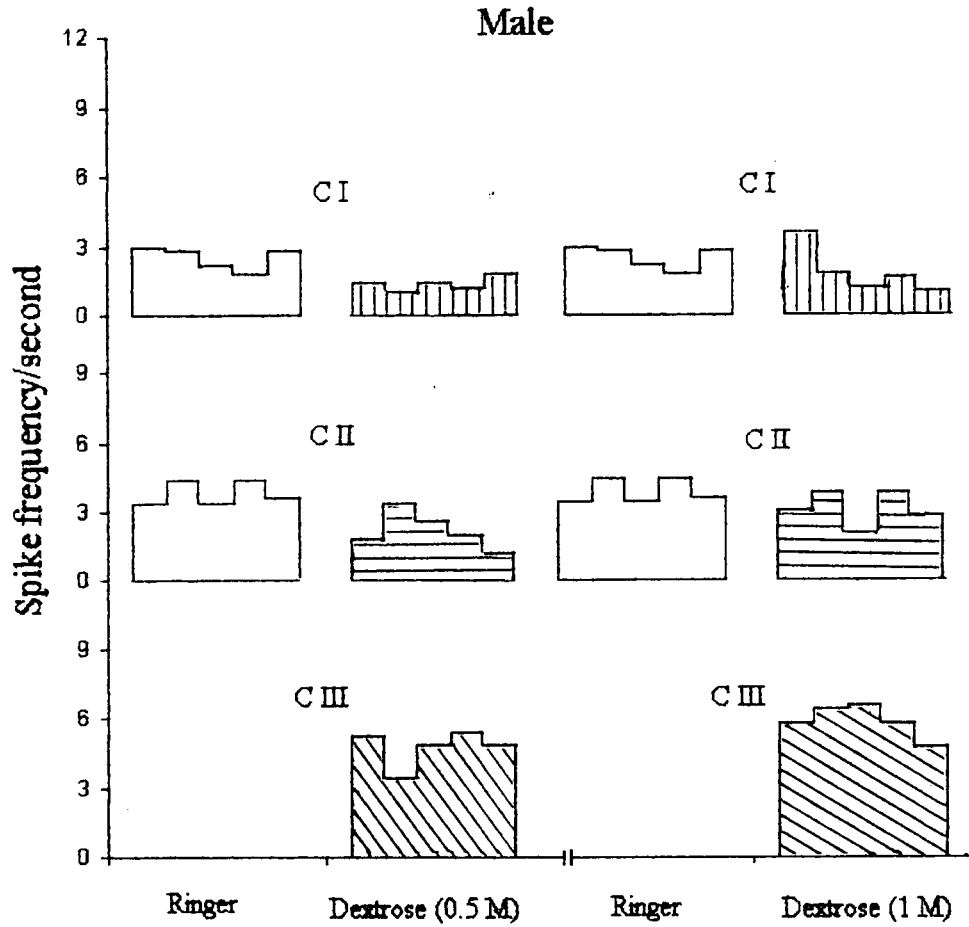 Male
12
9
6
3
0
9
6
3
0
9
6
3
0
Spike frequency/second
C I
C I
C II
C II
C III
C III
Ringer
Dextrose (0.5 M)
Ringer
Dextrose (1 M)